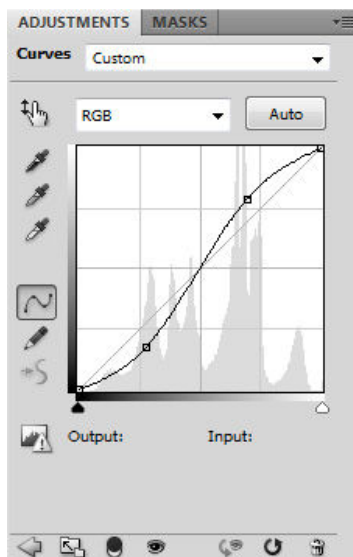 ADJUSTMENTS MASKS
Curves Custom
RGB Auto
Output: Input: